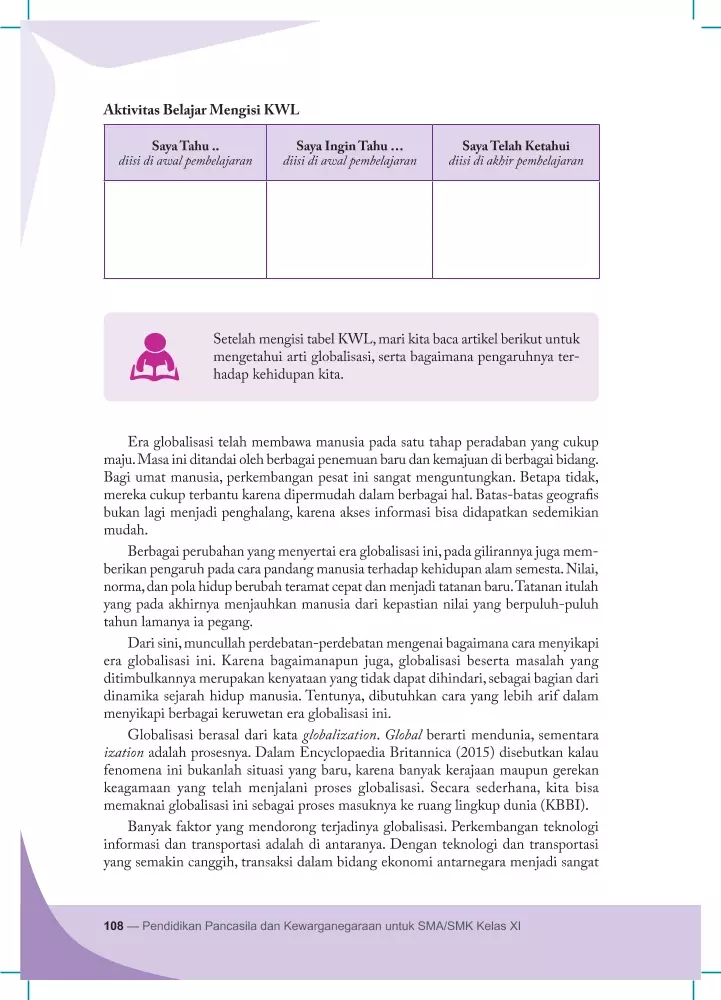 Aktivitas Belajar Mengisi KWL
Saya Tahu ..
diisi di awal pembelajaran
Saya Ingin Tahu …
diisi di awal pembelajaran
Saya Telah Ketahui
diisi di akhir pembelajaran
Setelah mengisi tabel KWL, mari kita baca artikel berikut untuk
mengetahui arti globalisasi, serta bagaimana pengaruhnya ter-
hadap kehidupan kita.
Era globalisasi telah membawa manusia pada satu tahap peradaban yang cukup
maju. Masa ini ditandai oleh berbagai penemuan baru dan kemajuan di berbagai bidang.
Bagi umat manusia, perkembangan pesat ini sangat menguntungkan. Betapa tidak,
mereka cukup terbantu karena dipermudah dalam berbagai hal. Batas-batas geografis
bukan lagi menjadi penghalang, karena akses informasi bisa didapatkan sedemikian
mudah.
Berbagai perubahan yang menyertai era globalisasi ini, pada gilirannya juga mem-
berikan pengaruh pada cara pandang manusia terhadap kehidupan alam semesta. Nilai,
norma, dan pola hidup berubah teramat cepat dan menjadi tatanan baru. Tatanan itulah
yang pada akhirnya menjauhkan manusia dari kepastian nilai yang berpuluh-puluh
tahun lamanya ia pegang.
Dari sini, muncullah perdebatan-perdebatan mengenai bagaimana cara menyikapi
era globalisasi ini. Karena bagaimanapun juga, globalisasi beserta masalah yang
ditimbulkannya merupakan kenyataan yang tidak dapat dihindari, sebagai bagian dari
dinamika sejarah hidup manusia. Tentunya, dibutuhkan cara yang lebih arif dalam
menyikapi berbagai keruwetan era globalisasi ini.
Globalisasi berasal dari kata globalization. Global berarti mendunia, sementara
ization adalah prosesnya. Dalam Encyclopaedia Britannica (2015) disebutkan kalau
fenomena ini bukanlah situasi yang baru, karena banyak kerajaan maupun gerekan
keagamaan yang telah menjalani proses globalisasi. Secara sederhana, kita bisa
memaknai globalisasi ini sebagai proses masuknya ke ruang lingkup dunia (KBBI).
Banyak faktor yang mendorong terjadinya globalisasi. Perkembangan teknologi
informasi dan transportasi adalah di antaranya. Dengan teknologi dan transportasi
yang semakin canggih, transaksi dalam bidang ekonomi antarnegara menjadi sangat
108 — Pendidikan Pancasila dan Kewarganegaraan untuk SMA/SMK Kelas XI